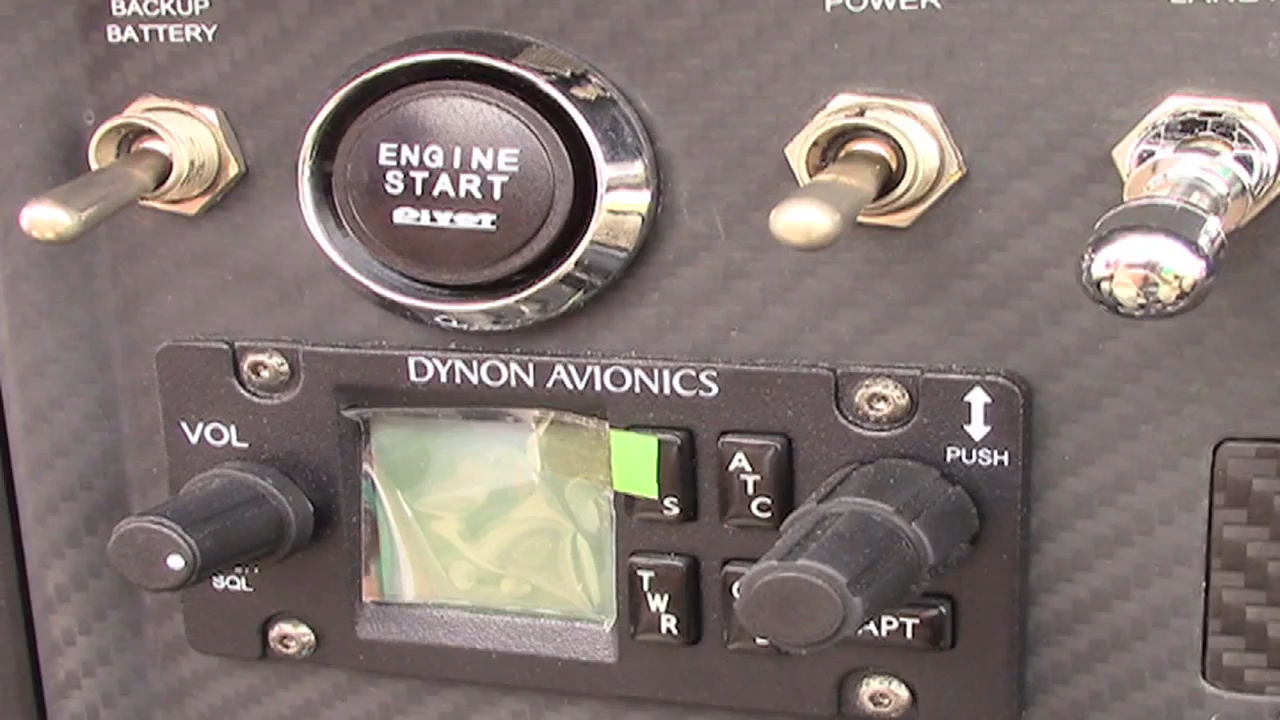 BACKUP
BATTERY
POWER
ENGINE
START
DYNON AVIONICS
VOL
PUSH
S
ATC
SQL
TWR
APT